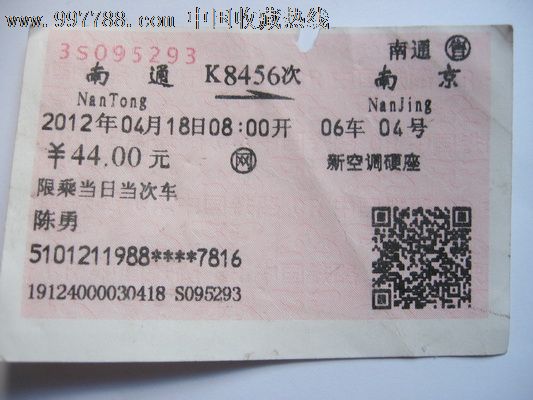 www.997788.com 中国收藏热线
3S095293
南通 ㊕售
南 通 K8456次 南 京
NanTong NanJing
2012年04月18日08:00开 06车 04号
￥44.00元 网 新空调硬座
限乘当日当次车
陈勇
5101211988****7816
19124000030418 S095293